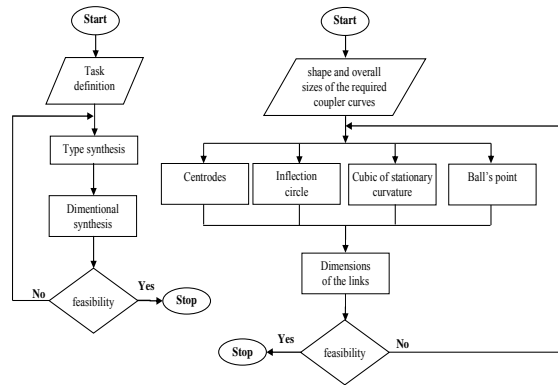 Start
Task
definition
Type synthesis
Dimentional
synthesis
feasibility
No
Yes
Stop
Start
shape and overall
sizes of the required
coupler curves
Centrodes
Inflection
circle
Cubic of stationary
curvature
Ball's point
Dimensions
of the links
feasibility
Yes
No
Stop